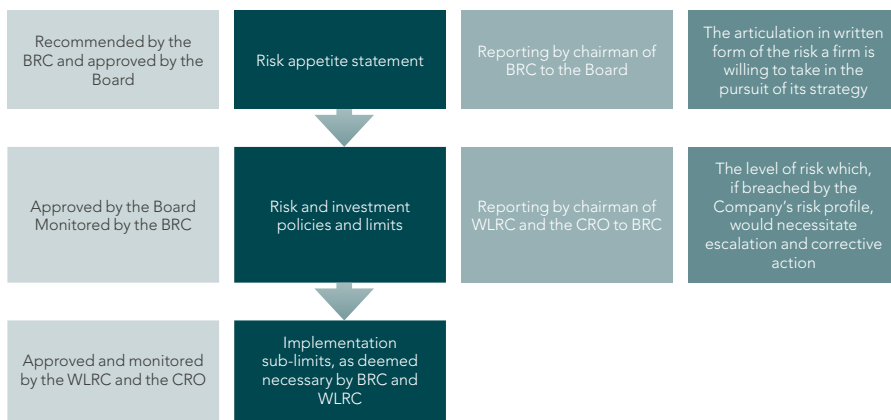 Recommended by the
BRC and approved by the
Board
Risk appetite statement
Reporting by chairman of
BRC to the Board
The articulation in written
form of the risk a firm is
willing to take in the
pursuit of its strategy
Approved by the Board
Monitored by the BRC
Risk and investment
policies and limits
Reporting by chairman of
WLRC and the CRO to BRC
The level of risk which,
if breached by the
Company's risk profile,
would necessitate
escalation and corrective
action
Approved and monitored
by the WLRC and the CRO
Implementation
sub-limits, as deemed
necessary by BRC and
WLRC